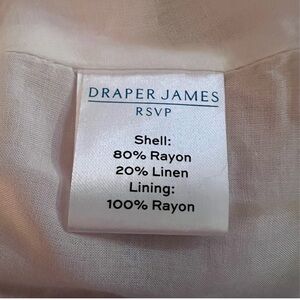 DRAPER JAMES
RSVP
Shell:
80% Rayon
20% Linen
Lining:
100% Rayon